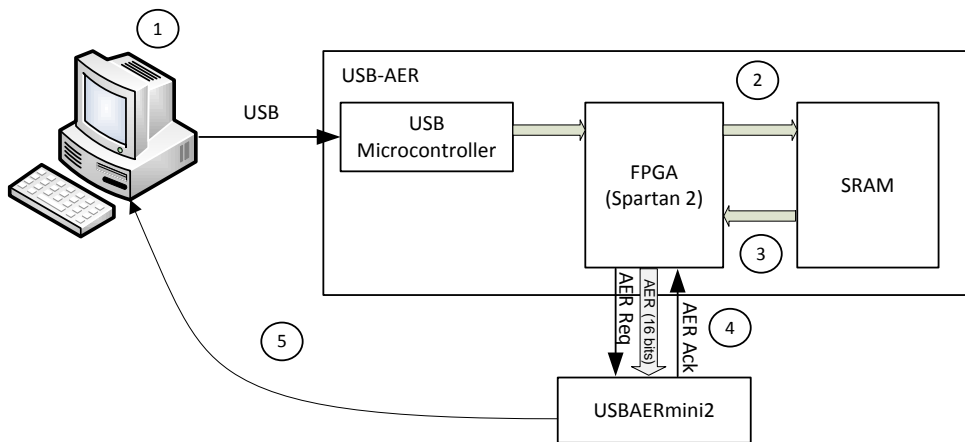 1
USB-AER
2
USB
USB
Microcontroller
FPGA
(Spartan 2)
SRAM
3
AER Req
AER (16 bits)
AER Ack
4
5
USBAERmini2